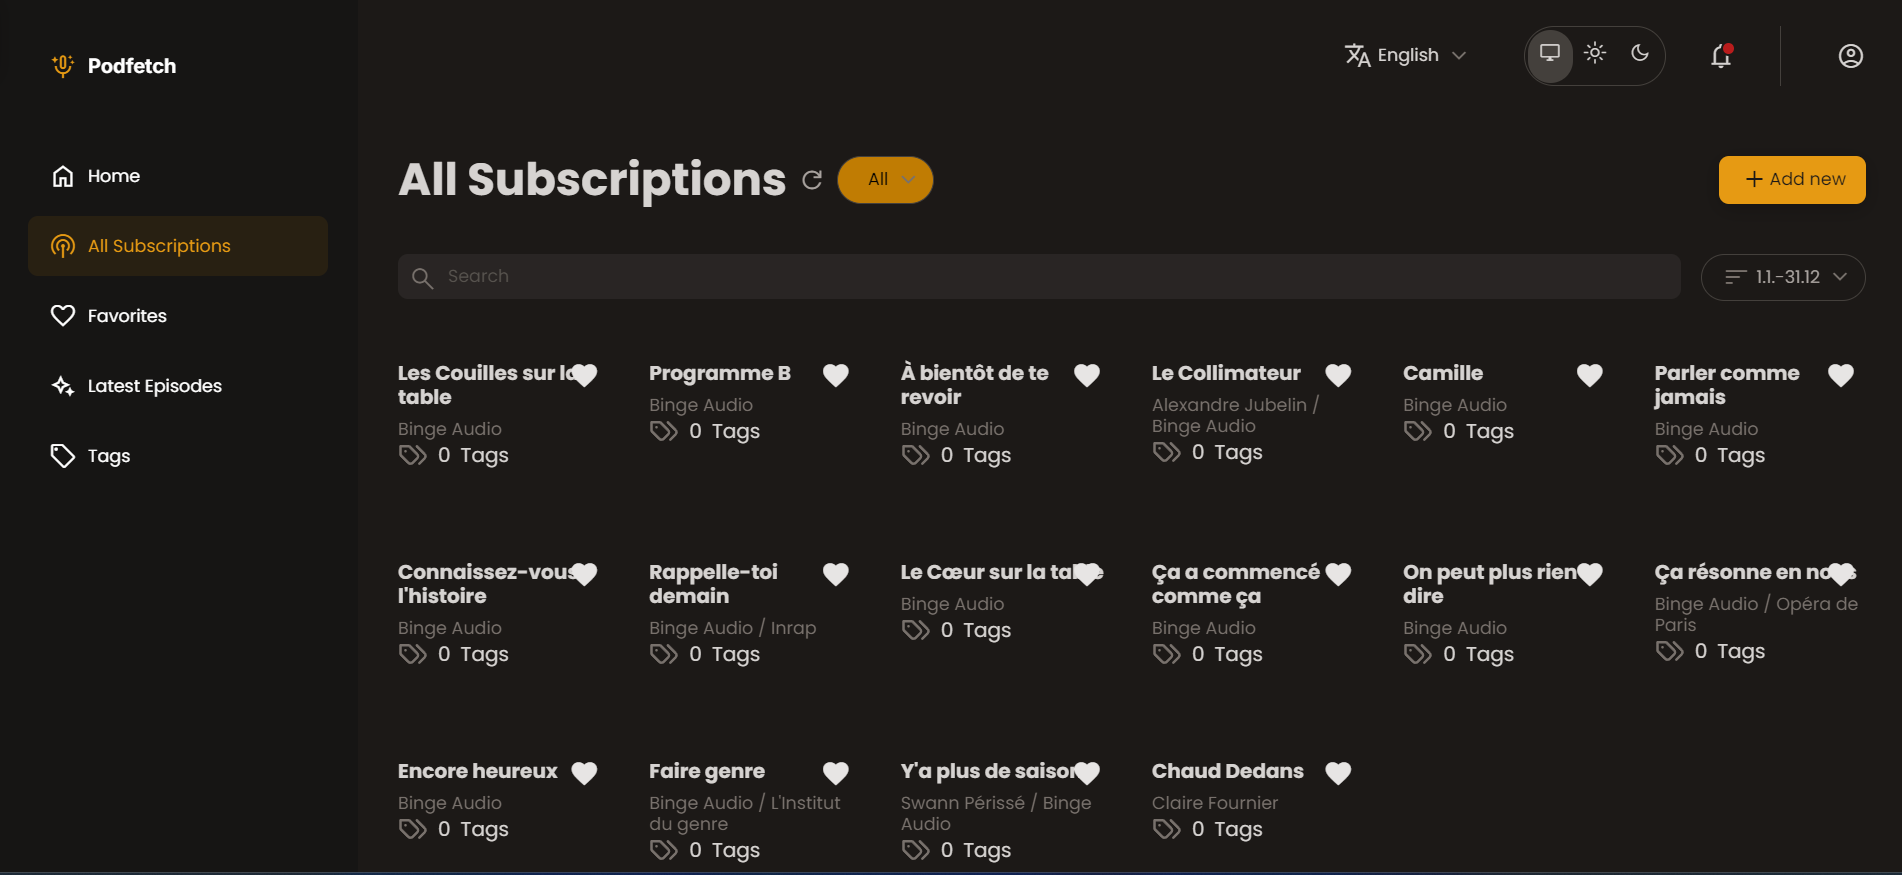 Podfetch
English
Home
All Subscriptions
Favorites
Latest Episodes
Tags
All Subscriptions
All
Add new
Search
1.1.-31.12
Les Couilles sur la
table
Binge Audio
0 Tags
Programme B
Binge Audio
0 Tags
À bientôt de te
revoir
Binge Audio
0 Tags
Le Collimateur
Alexandre Jubelin /
Binge Audio
0 Tags
Camille
Binge Audio
0 Tags
Parler comme
jamais
Binge Audio
0 Tags
Connaissez-vous
l'histoire
Binge Audio
0 Tags
Rappelle-toi
demain
Binge Audio / Inrap
0 Tags
Le Cœur sur la table
Binge Audio
0 Tags
Ça a commencé
comme ça
Binge Audio
0 Tags
On peut plus rien
dire
Binge Audio
0 Tags
Ça résonne en nous
Binge Audio / Opéra de
Paris
0 Tags
Encore heureux
Binge Audio
0 Tags
Faire genre
Binge Audio / L'Institut
du genre
0 Tags
Y'a plus de saison
Swann Périssé / Binge
Audio
0 Tags
Chaud Dedans
Claire Fournier
0 Tags